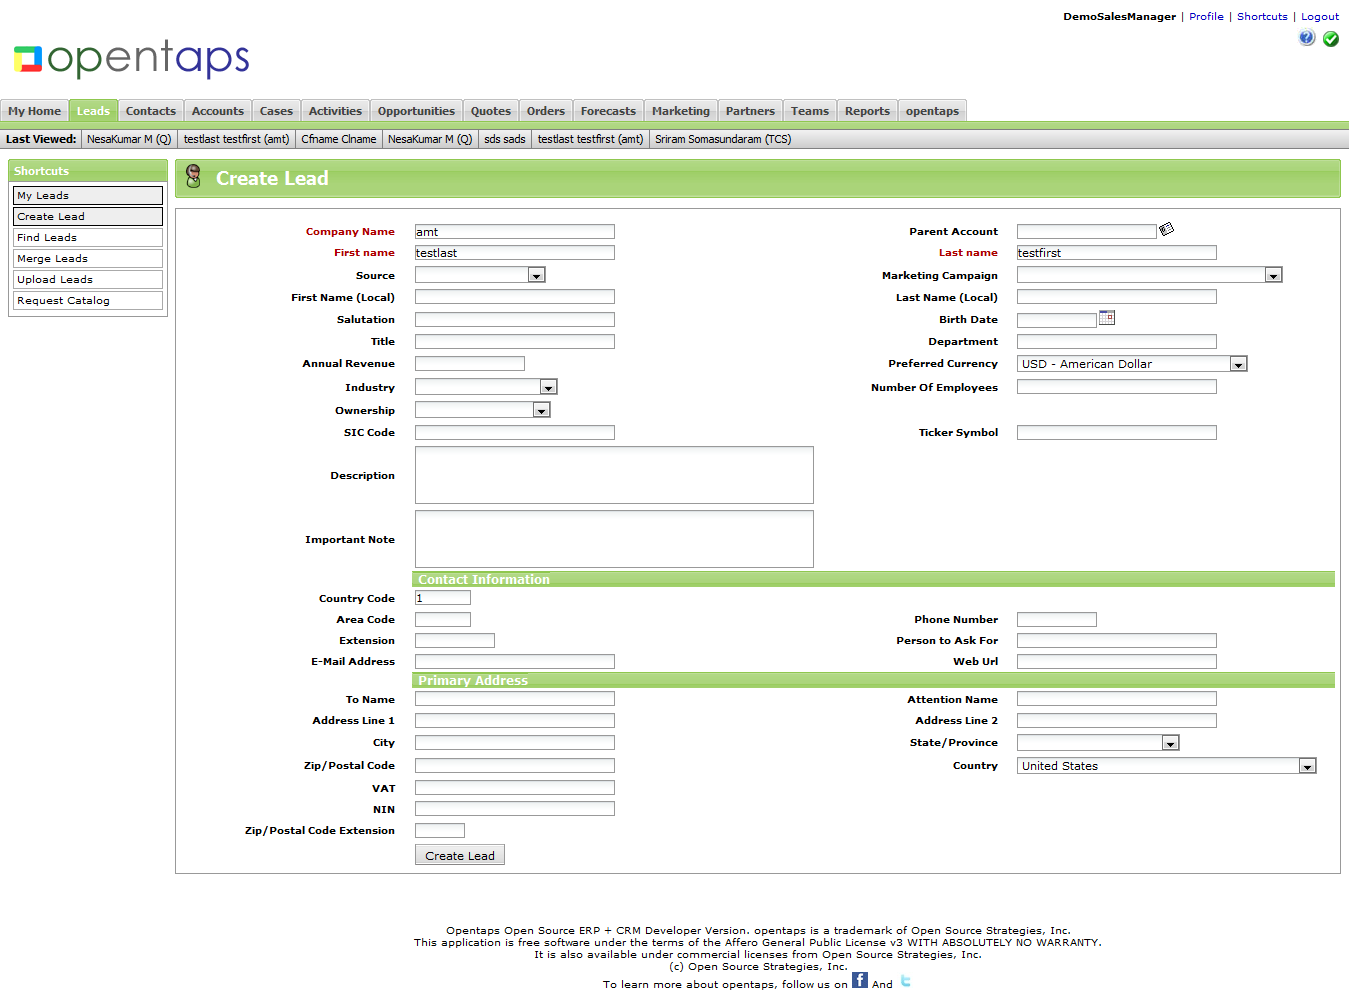 DemoSalesManager | Profile | Shortcuts | Logout
opentaps
My Home Leads Contacts Accounts Cases Activities Opportunities Quotes Orders Forecasts Marketing Partners Teams Reports opentaps
Last Viewed: NesaKumar M (Q) testlast testfirst (amt) Cfname Clname NesaKumar M (Q) sds sads testlast testfirst (amt) Sriram Somasundaram (TCS)
Shortcuts
My Leads
Create Lead
Find Leads
Merge Leads
Upload Leads
Request Catalog
Create Lead
Company Name amt Parent Account
First name testlast Last name testfirst
Source Marketing Campaign
First Name (Local) Last Name (Local)
Salutation Birth Date
Title Department
Annual Revenue Preferred Currency USD - American Dollar
Industry Number Of Employees
Ownership
SIC Code Ticker Symbol
Description
Important Note
Contact Information
Country Code 1
Area Code Phone Number
Extension Person to Ask For
E-Mail Address Web Url
Primary Address
To Name Attention Name
Address Line 1 Address Line 2
City State/Province
Zip/Postal Code Country United States
VAT
NIN
Zip/Postal Code Extension
Create Lead
Opentaps Open Source ERP + CRM Developer Version. opentaps is a trademark of Open Source Strategies, Inc.
This application is free software under the terms of the Affero General Public License v3 WITH ABSOLUTELY NO WARRANTY.
It is also available under commercial licenses from Open Source Strategies, Inc.
(c) Open Source Strategies, Inc.
To learn more about opentaps, follow us on f And t